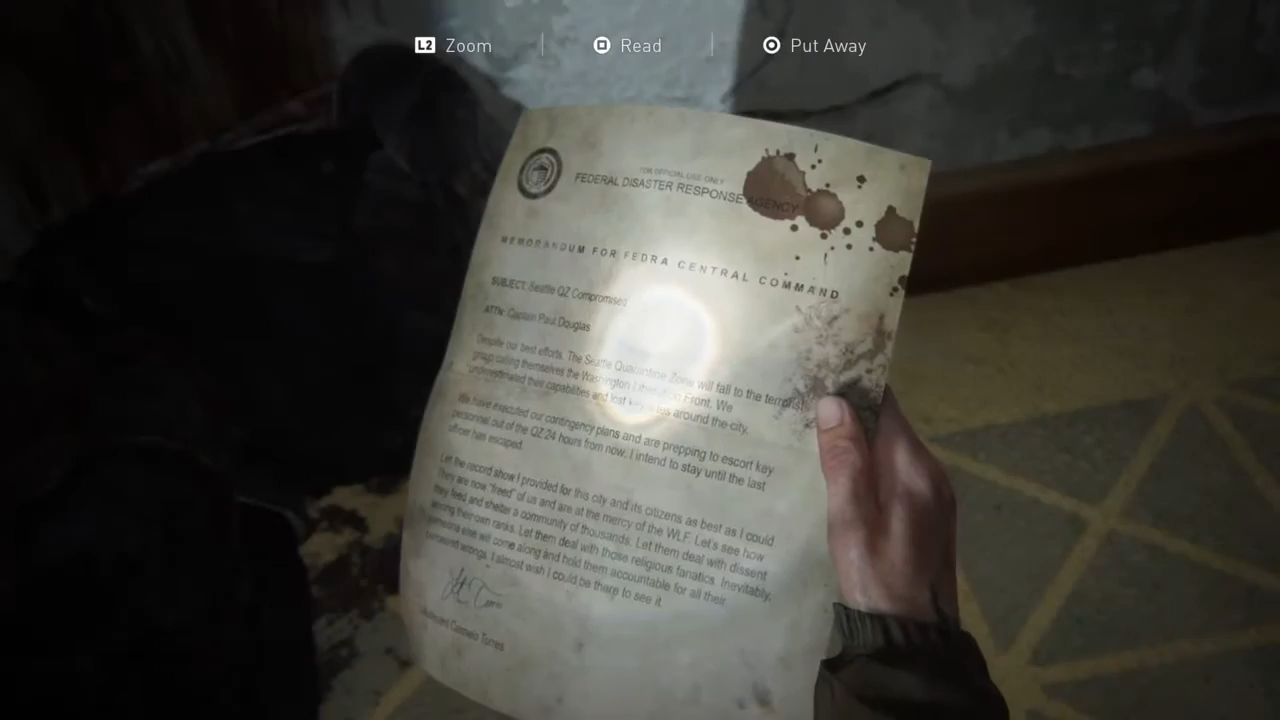 L2 Zoom
Read
Put Away
FOR OFFICIAL USE ONLY
FEDERAL DISASTER RESPONSE AGENCY
MEMORANDUM FOR FEDRA CENTRAL COMMAND
SUBJECT: Seattle QZ Compromised
ATTN: Captain Paul Douglas
Despite our best efforts. The Seattle Quarantine Zone will fall to the terrorist
group calling themselves the Washington Liberation Front. We
underestimated their capabilities and lost key around the city.
We have executed our contingency plans and are prepping to escort key
personnel out of the QZ 24 hours from now. I intend to stay until the last
officer has escaped.
Let the record show I provided for this city and its citizens as best as I could.
They are now "freed" of us and are at the mercy of the WLF. Let's see how
they feed and shelter a community of thousands. Let them deal with dissent
among their own ranks. Let them deal with those religious fanatics. Inevitably,
someone else will come along and hold them accountable for all their
perceived wrongs. I almost wish I could be there to see it.
Torres